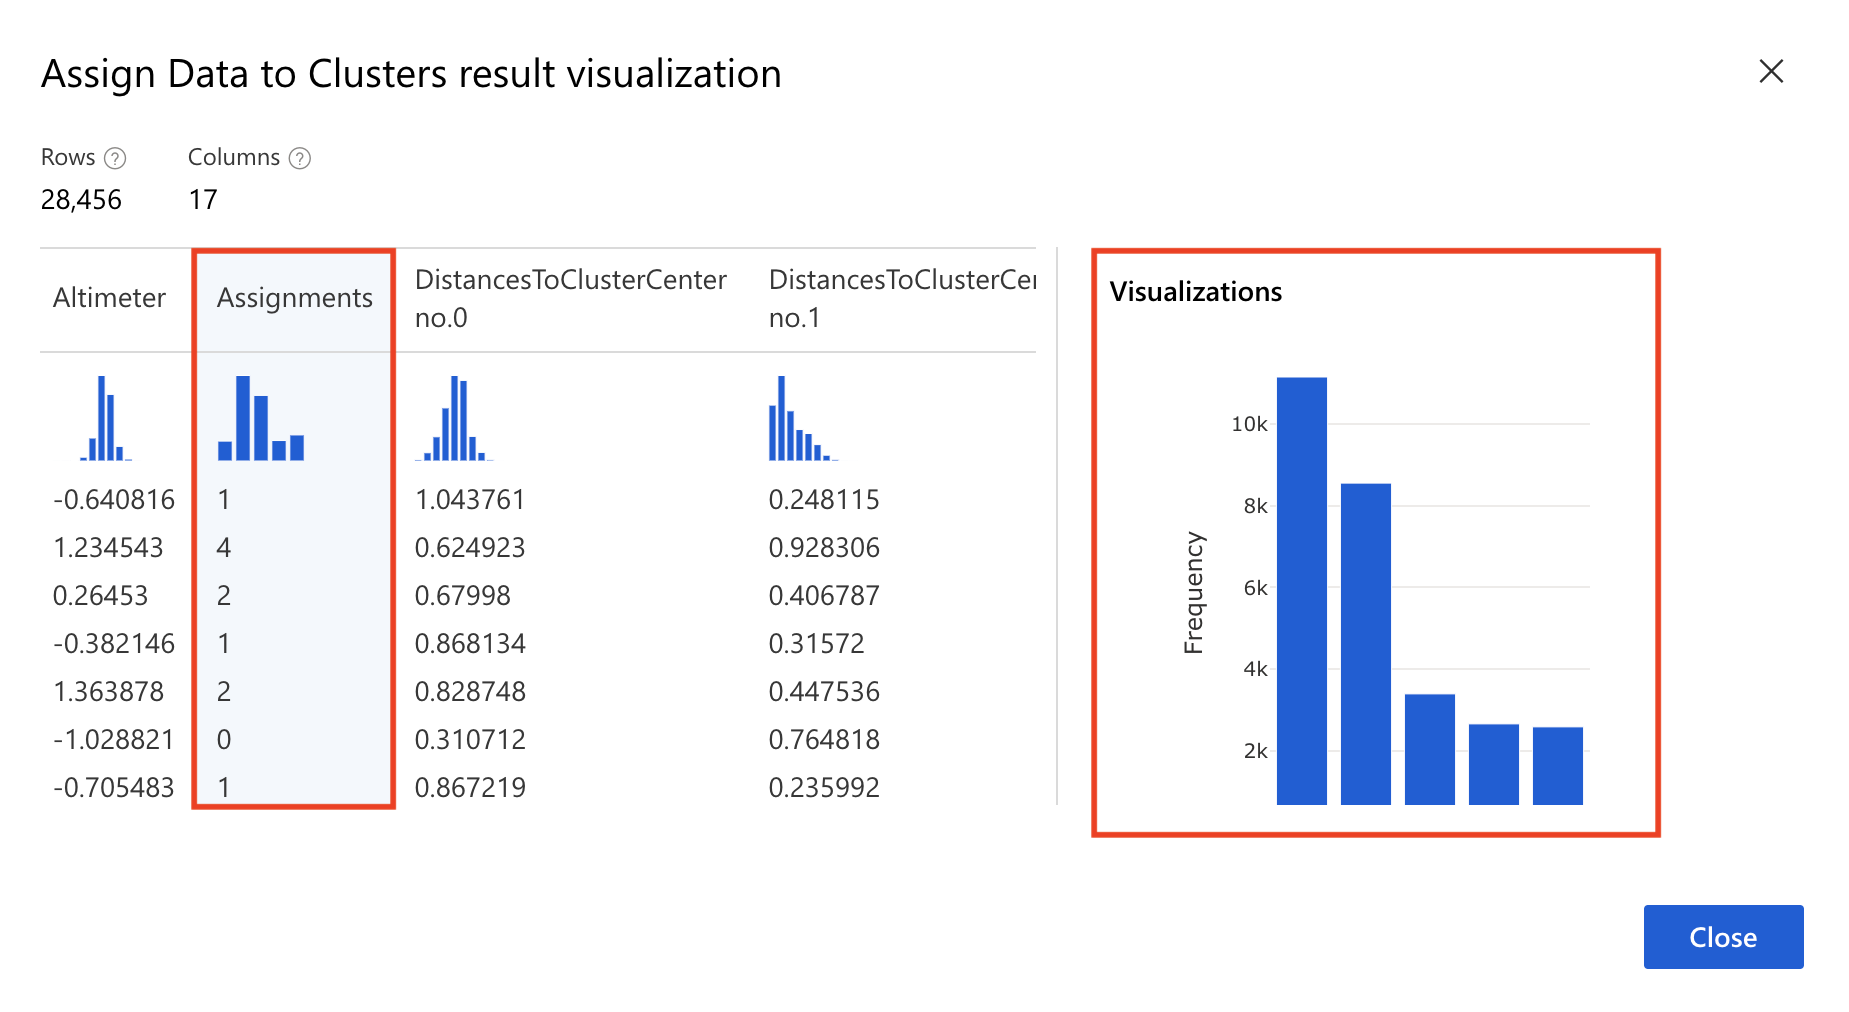 Assign Data to Clusters result visualization
Rows ? Columns ?
28,456 17
Altimeter Assignments DistancesToClusterCenter no.0 DistancesToClusterCer no.1
-0.640816 1 1.043761 0.248115
1.234543 4 0.624923 0.928306
0.26453 2 0.67998 0.406787
-0.382146 1 0.868134 0.31572
1.363878 2 0.828748 0.447536
-1.028821 0 0.310712 0.764818
-0.705483 1 0.867219 0.235992
Visualizations
Frequency
10k
8k
6k
4k
2k
Close